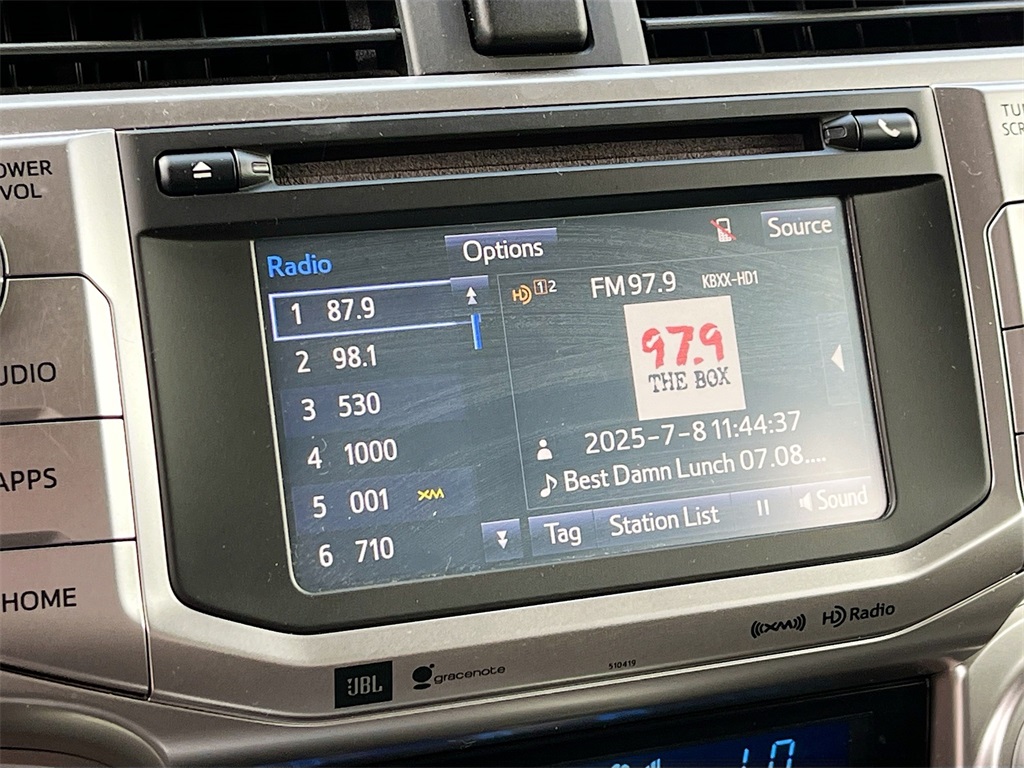 POWER
VOL
TU
SCR
Radio
Options
Source
1 87.9
2 98.1
3 530
4 1000
5 001 XM
6 710
HD 1 2
FM 97.9 KBXX-HD1
97.9
THE BOX
2025-7-8 11:44:37
Best Damn Lunch 07.08....
Tag
Station List
Sound
UDIO
APPS
HOME
JBL
gracenote
510419
((XM))
HD Radio